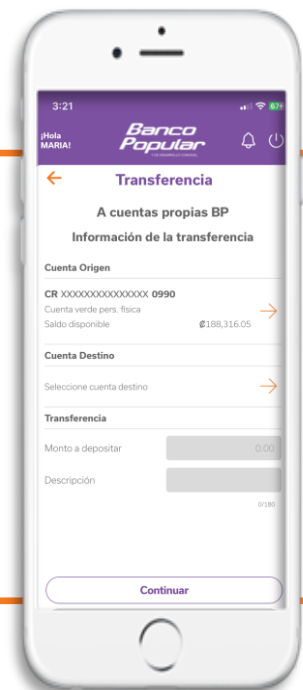 3:21
67
¡Hola
MARIA!
Banco
Popular
Transferencia
A cuentas propias BP
Información de la transferencia
Cuenta Origen
CR XXXXXXXXXXXXXXX 0990
Cuenta verde pers. física
Saldo disponible ₡188,316.05
Cuenta Destino
Seleccione cuenta destino
Transferencia
Monto a depositar 0.00
Descripción
0/180
Continuar